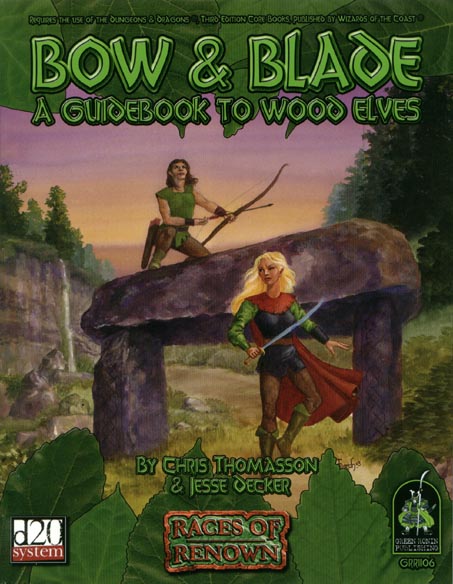 Requires the use of the Dungeons & Dragons®, Third Edition Core Books, published by Wizards of the Coast®
BOW & BLADE
A GUIDEBOOK TO WOOD ELVES
By Chris Thomasson
& Jesse Decker
d20
system
RACES OF
RENOWN
GREEN RONIN
PUBLISHING
GRR1106